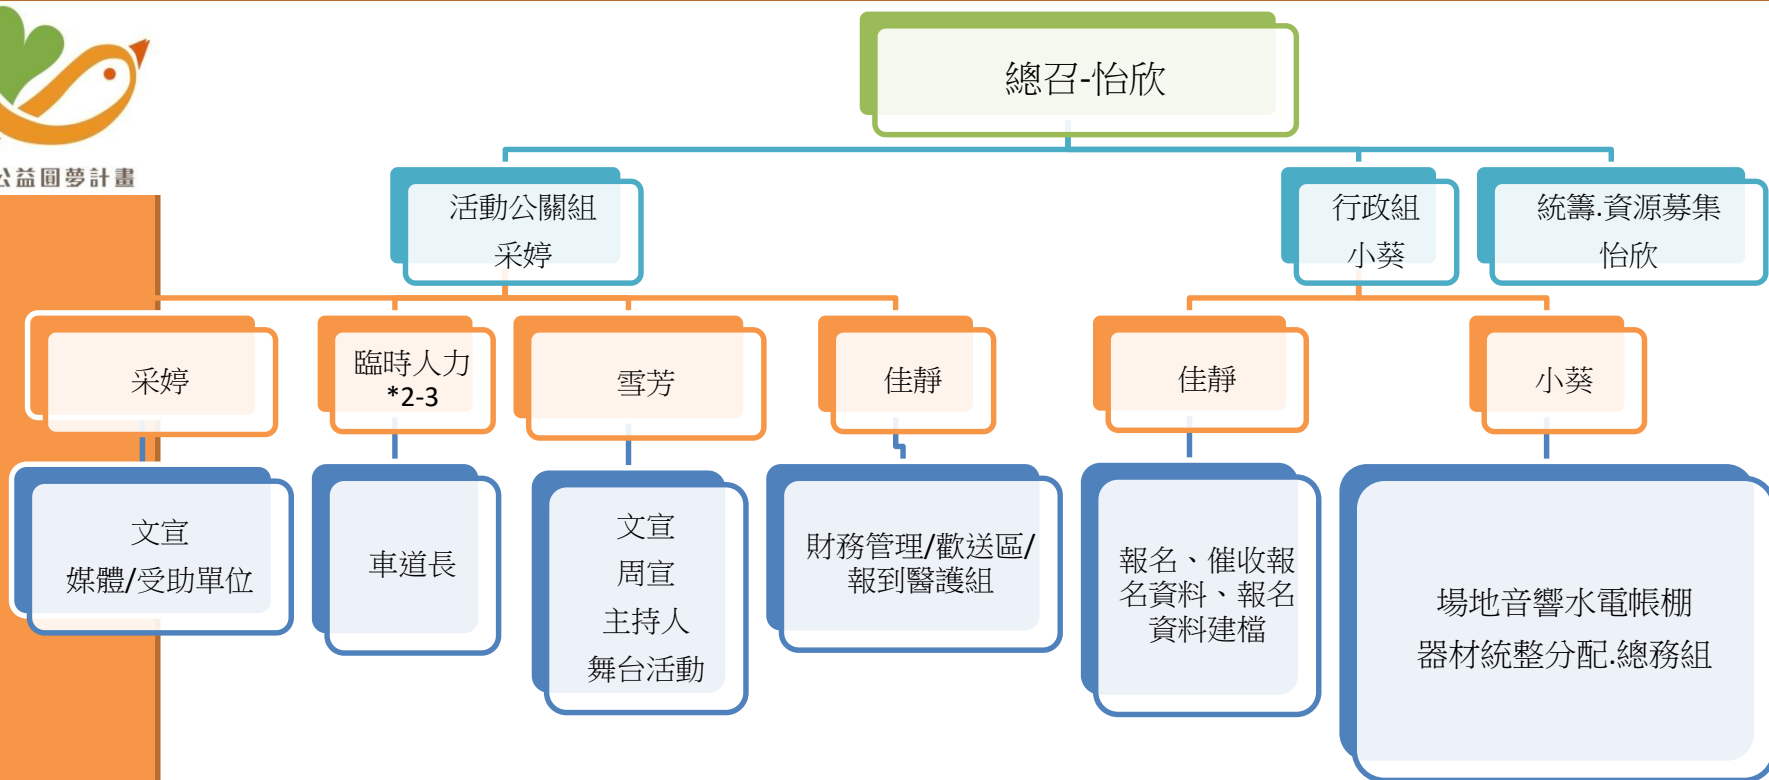 公益圓夢計畫
總召-怡欣
活動公關組
采婷
行政組
小葵
統籌.資源募集
怡欣
采婷
臨時人力
*2-3
雪芳
佳靜
佳靜
小葵
文宣
媒體/受助單位
車道長
文宣
周宣
主持人
舞台活動
財務管理/歡送區/
報到醫護組
報名、催收報
名資料、報名
資料建檔
場地音響水電帳棚
器材統整分配.總務組